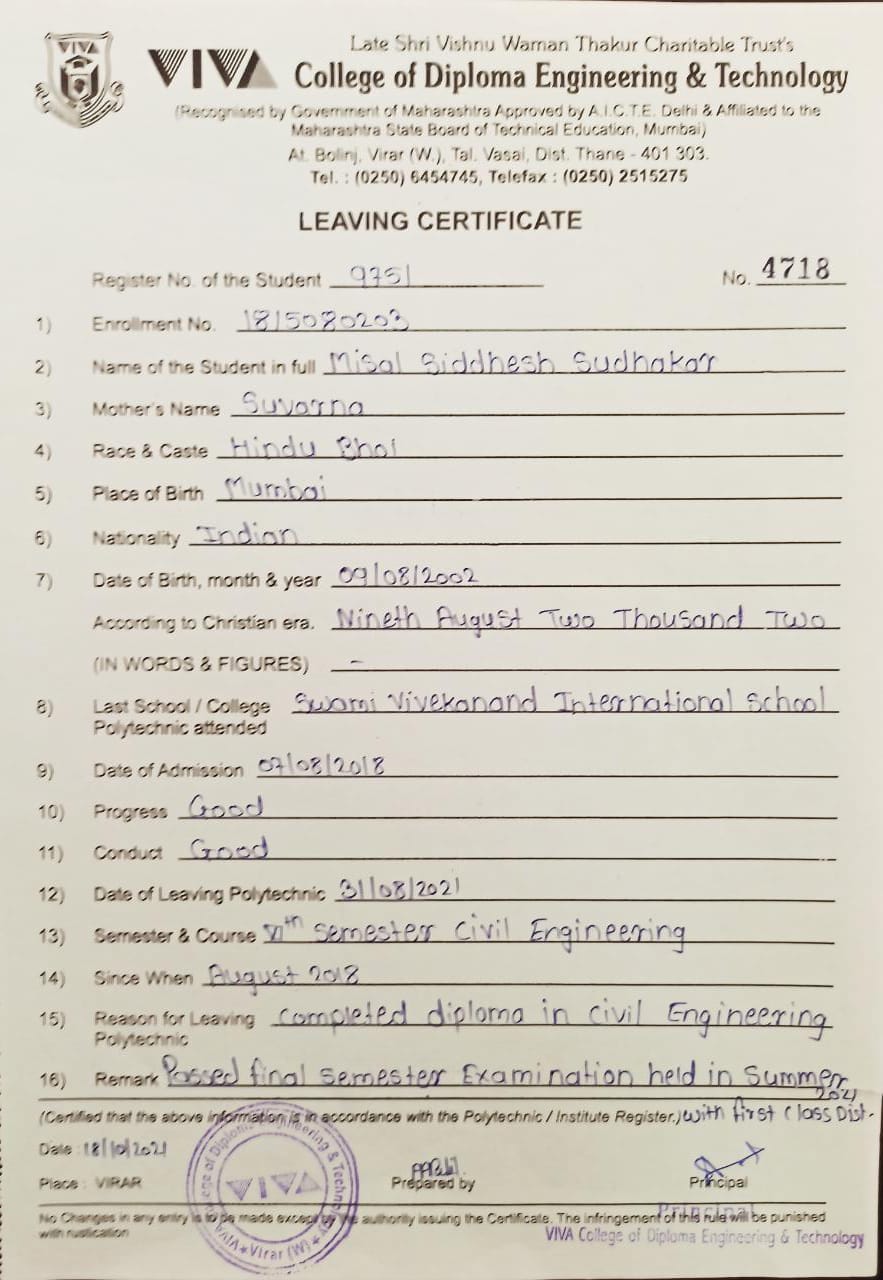 VIVA
VIVA
Late Shri Vishnu Waman Thakur Charitable Trust's
College of Diploma Engineering & Technology
(Recognised by Government of Maharashtra Approved by A.I.C.T.E. Delhi & Affiliated to the
Maharashtra State Board of Technical Education, Mumbai)
At. Bolinj, Virar (W.), Tal. Vasai, Dist. Thane - 401 303.
Tel. : (0250) 6454745, Telefax : (0250) 2515275
LEAVING CERTIFICATE
Register No. of the Student 9751 No. 4718
1) Enrollment No. 1815080203
2) Name of the Student in full Misal Siddhesh Sudhakar
3) Mother's Name Suvarna
4) Race & Caste Hindu Bhoi
5) Place of Birth Mumbai
6) Nationality Indian
7) Date of Birth, month & year 09/08/2002
According to Christian era. Nineth August Two Thousand Two
(IN WORDS & FIGURES) -
8) Last School / College Swami Vivekanand International School
Polytechnic attended
9) Date of Admission 07/08/2018
10) Progress Good
11) Conduct Good
12) Date of Leaving Polytechnic 31/08/2021
13) Semester & Course VIth Semester Civil Engineering
14) Since When August 2018
15) Reason for Leaving completed diploma in civil Engineering
Polytechnic
16) Remark Passed final semester Examination held in Summer
2021
(Certified that the above information is in accordance with the Polytechnic / Institute Register.) with first Class Dist.
Date : 18/10/2021
Place : VIRAR
Prepared by
Principal
No Changes in any entry is to be made except by the authority issuing the Certificate. The infringement of this rule will be punished
with rustication
Principal
VIVA College of Diploma Engineering & Technology
VIVA College of Diploma Engineering & Technology
VIVA
Virar (W)